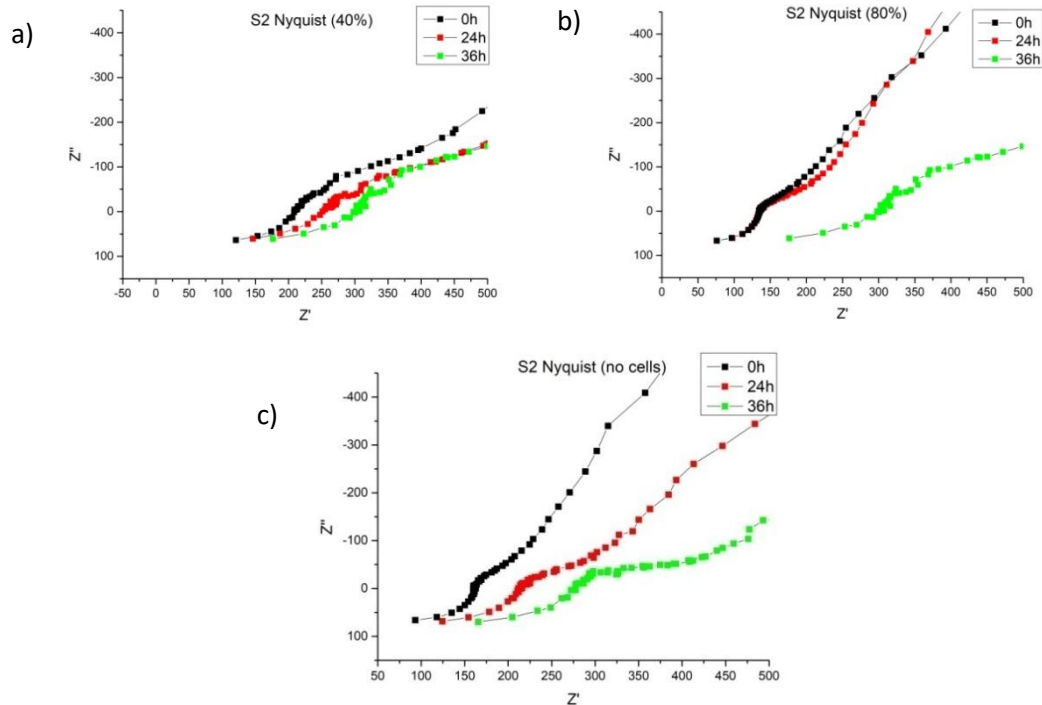 a)
S2 Nyquist (40%)
0h
24h
36h
-400
-300
-200
-100
0
100
Z''
-50 0 50 100 150 200 250 300 350 400 450 500
Z'
b)
S2 Nyquist (80%)
0h
24h
36h
-400
-300
-200
-100
0
100
Z''
0 50 100 150 200 250 300 350 400 450 500
Z'
c)
S2 Nyquist (no cells)
0h
24h
36h
-400
-300
-200
-100
0
100
Z''
50 100 150 200 250 300 350 400 450 500
Z'